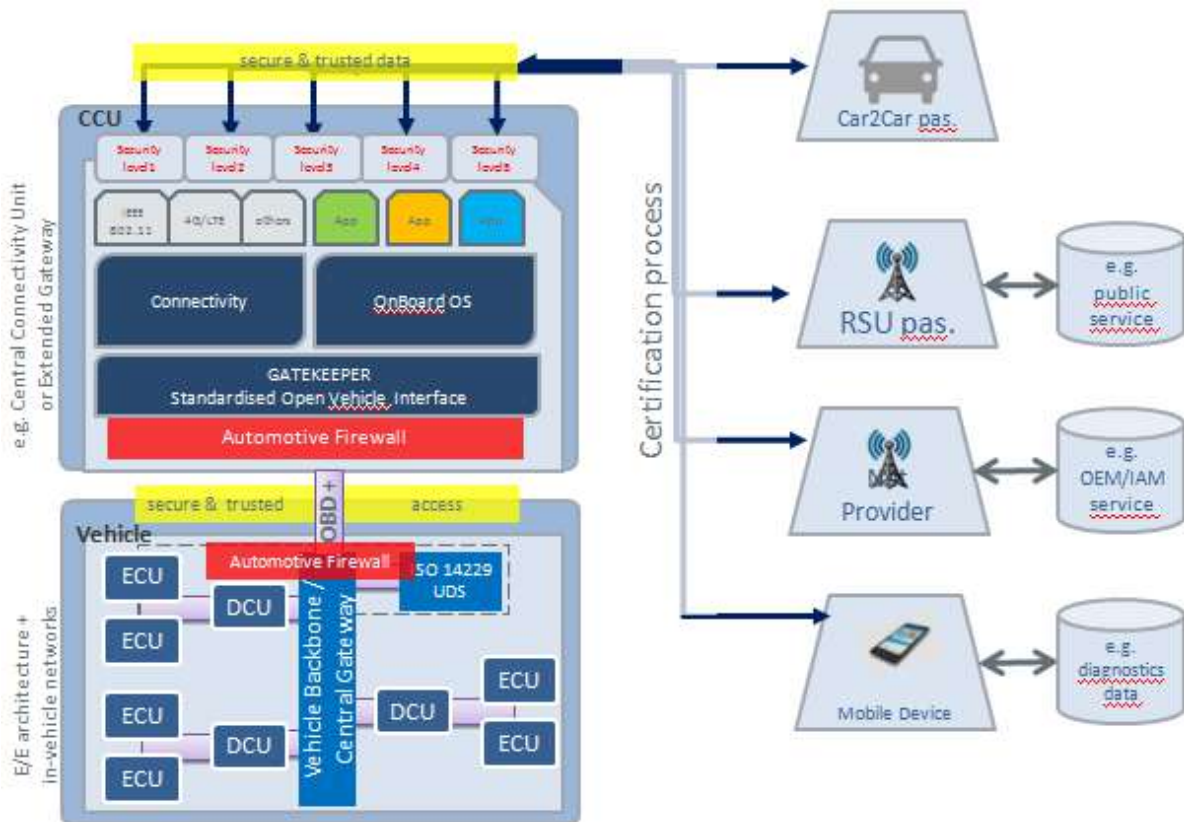 secure & trusted data
CCU
Security
level1
Security
level2
Security
level3
Security
level4
Security
level5
IEEE
802.11
4G/LTE
others
App
App
Connectivity
OnBoard OS
GATEKEEPER
Standardised Open Vehicle Interface
Automotive Firewall
e.g. Central Connectivity Unit
or Extended Gateway
secure & trusted
access
OBD+
Vehicle
Automotive Firewall
ISO 14229
UDS
ECU
DCU
ECU
ECU
DCU
ECU
ECU
DCU
ECU
Vehicle Backbone /
Central Gateway
E/E architecture +
in-vehicle networks
Certification process
Car2Car pas.
RSU pas.
e.g.
public
service
Provider
e.g.
OEM/IAM
service
Mobile Device
e.g.
diagnostics
data